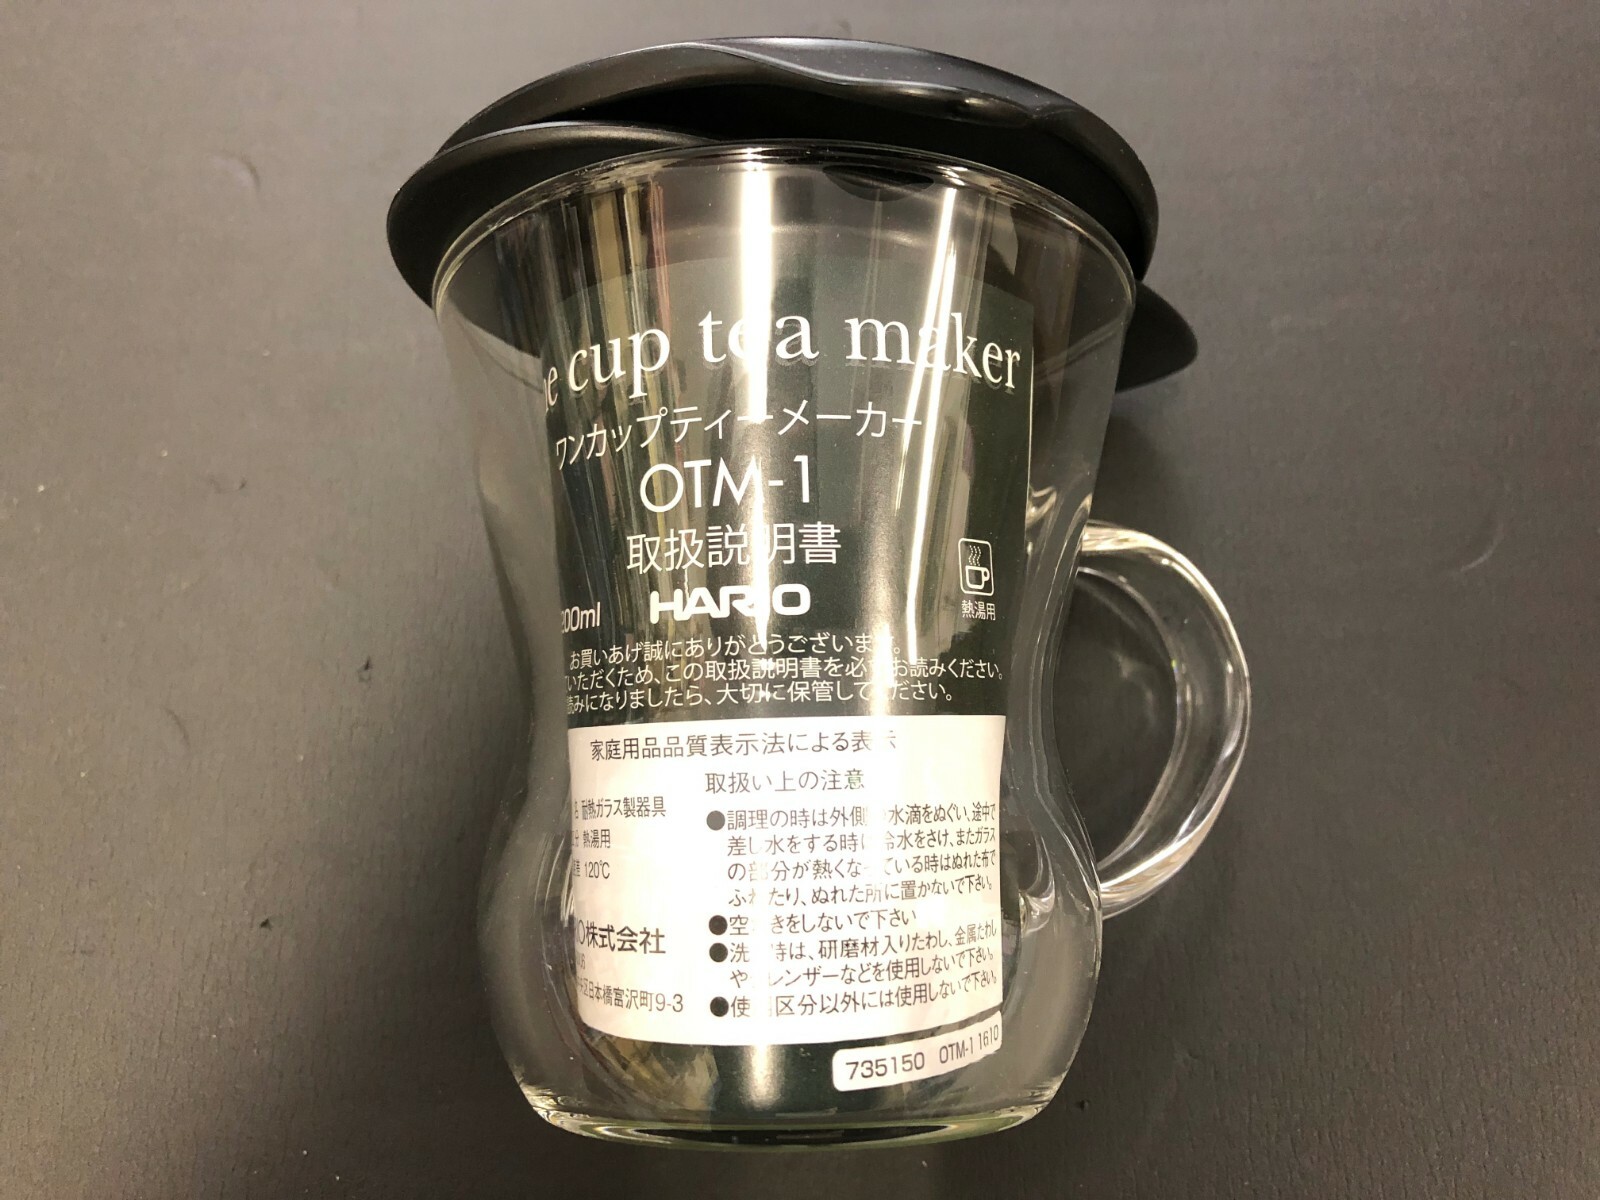 cup tea maker
ワンカップティーメーカー
OTM-1
取扱説明書
熱湯用
200ml
HARIO
お買いあげ誠にありがとうございます。
いただくため、この取扱説明書を必ずお読みください。
読みになりましたら、大切に保管してください。
家庭用品品質表示法による表示
耐熱ガラス製器具
熱湯用
120℃
株式会社
日本橋富沢町9-3
取扱い上の注意
●調理の時は外側の水滴をぬぐい、途中で
差し水をする時は冷水をさけ、またガラス
の部分が熱くなっている時はぬれた布で
ふれたり、ぬれた所に置かないで下さい。
●空だきをしないで下さい
●洗浄時は、研磨材入りたわし、金属たわし
やクレンザーなどを使用しないで下さい。
●使用区分以外には使用しないで下さい。
735150 OTM-1 1610